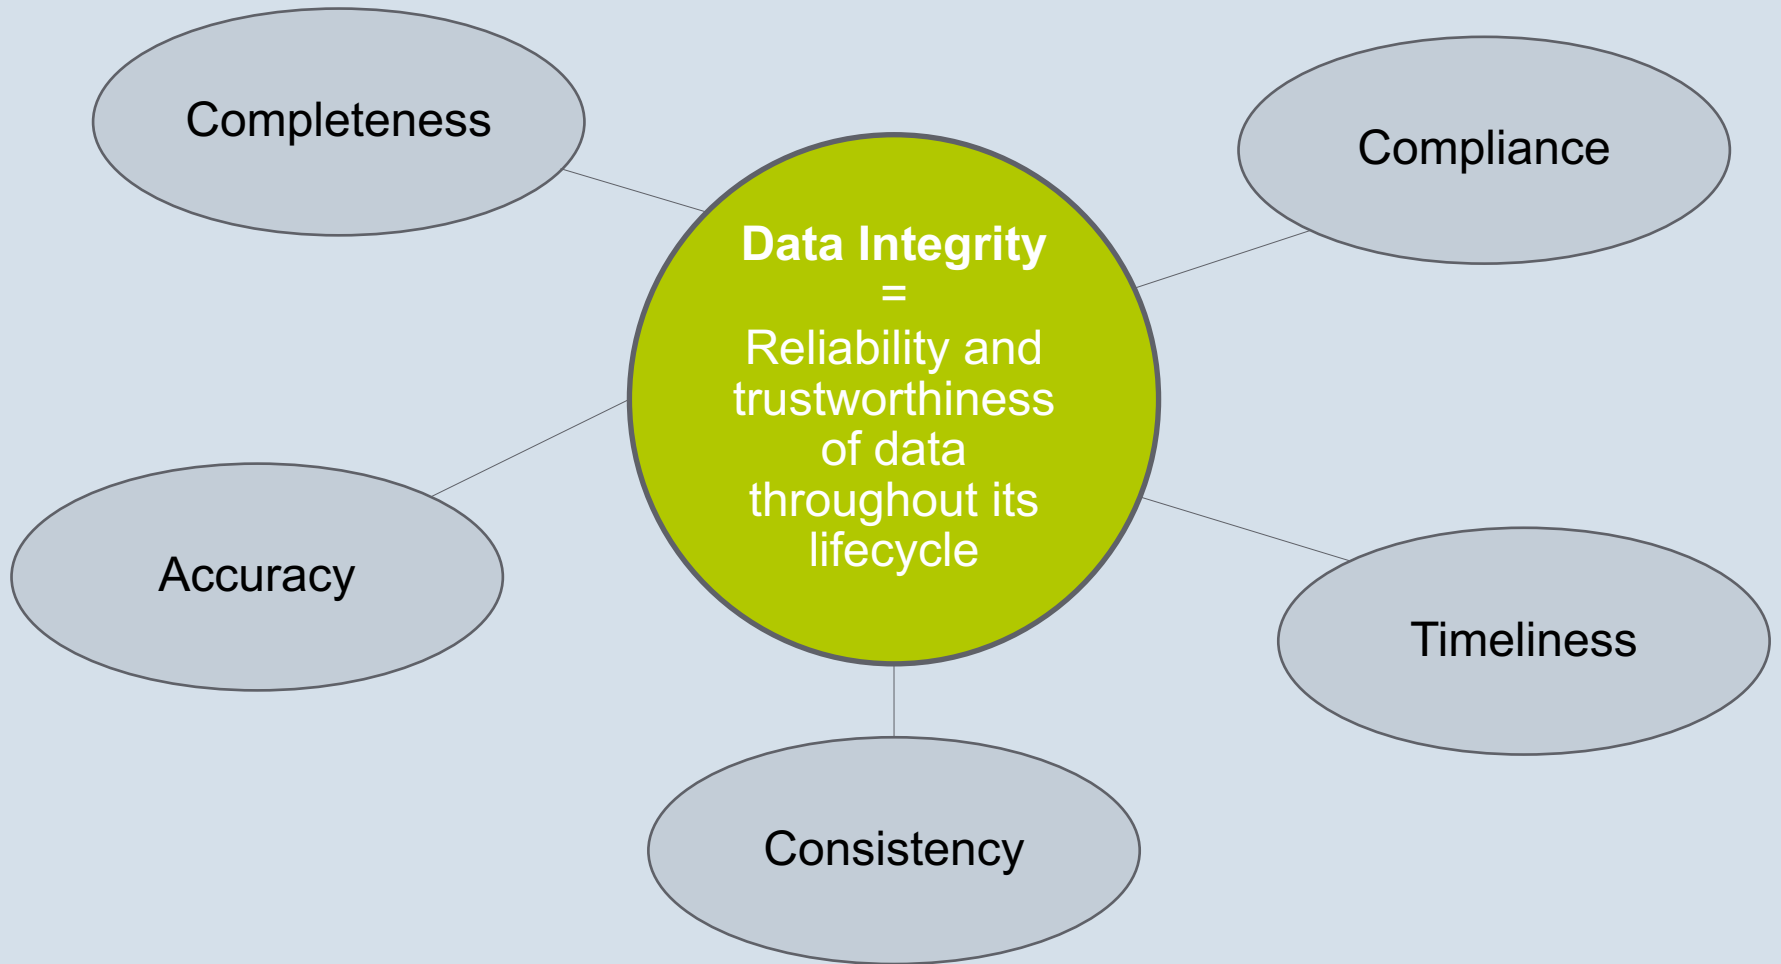 Completeness
Compliance
Data Integrity
=
Reliability and
trustworthiness
of data
throughout its
lifecycle
Accuracy
Timeliness
Consistency